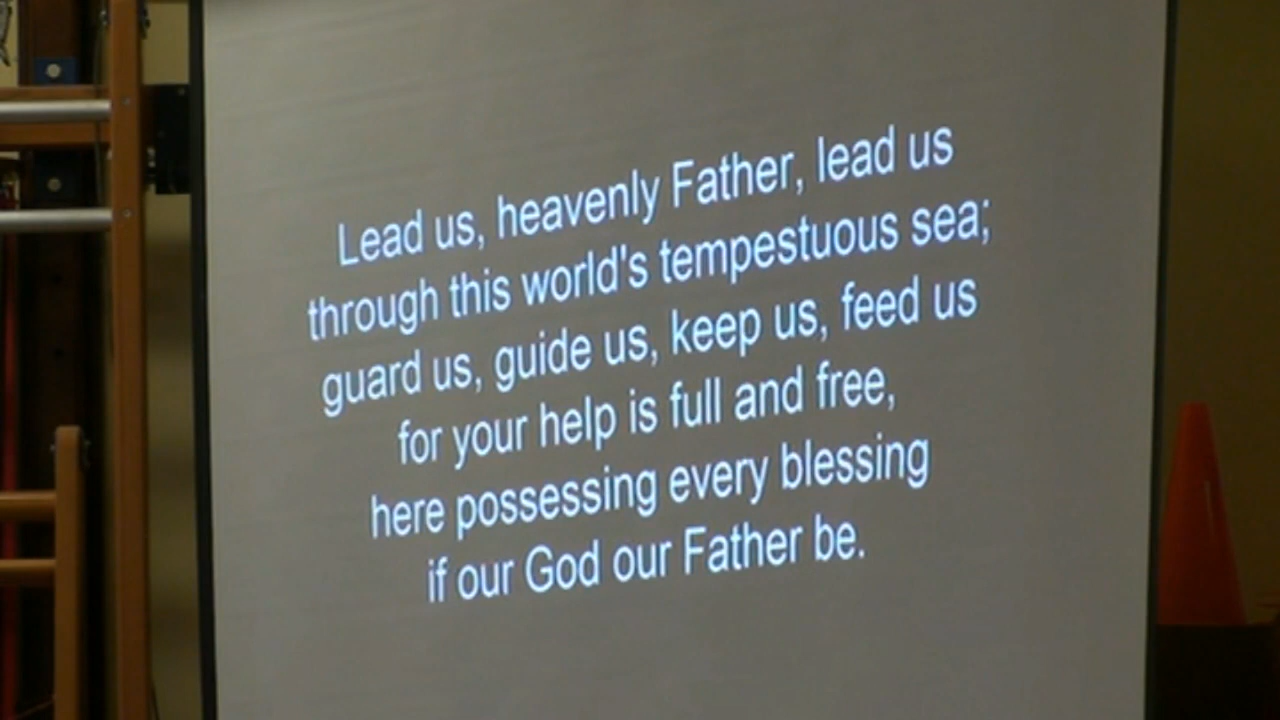 Lead us, heavenly Father, lead us
through this world's tempestuous sea;
guard us, guide us, keep us, feed us
for your help is full and free,
here possessing every blessing
if our God our Father be.